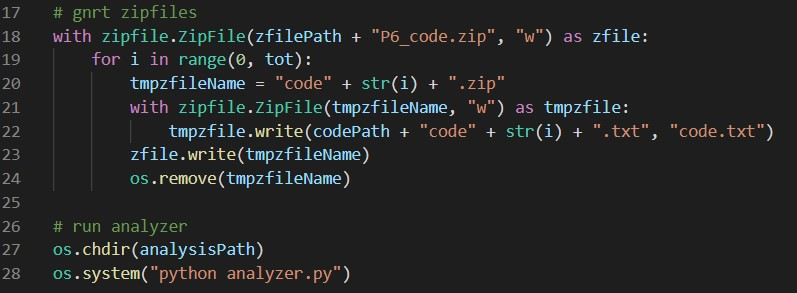 17 # gnrt zipfiles
18 with zipfile.ZipFile(zfilePath + "P6_code.zip", "w") as zfile:
19     for i in range(0, tot):
20         tmpzfileName = "code" + str(i) + ".zip"
21         with zipfile.ZipFile(tmpzfileName, "w") as tmpzfile:
22             tmpzfile.write(codePath + "code" + str(i) + ".txt", "code.txt")
23         zfile.write(tmpzfileName)
24         os.remove(tmpzfileName)
25
26 # run analyzer
27 os.chdir(analysisPath)
28 os.system("python analyzer.py")